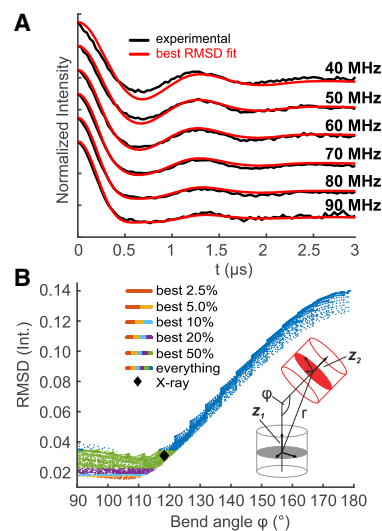 A
experimental
best RMSD fit
40 MHz
50 MHz
60 MHz
70 MHz
80 MHz
90 MHz
Normalized Intensity
0 0.5 1 1.5 2 2.5 3
t (µs)
B
best 2.5%
best 5.0%
best 10%
best 20%
best 50%
everything
X-ray
RMSD (Int.)
0.14
0.12
0.10
0.08
0.06
0.04
0.02
z1
z2
φ
r
90 100 110 120 130 140 150 160 170 180
Bend angle φ (°)